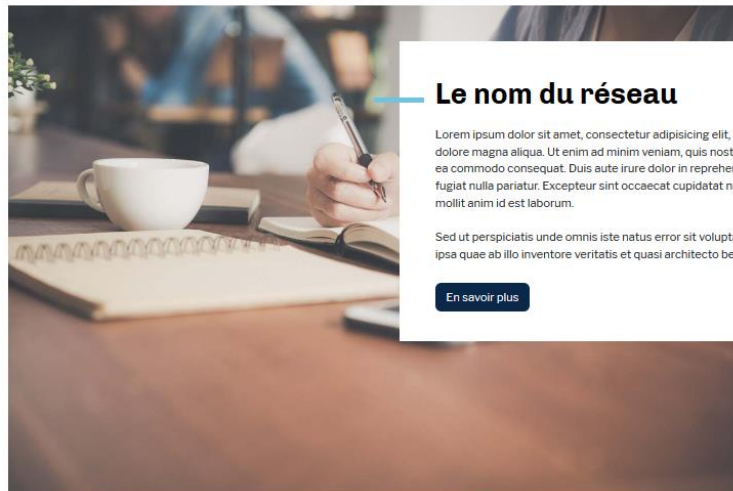 Le nom du réseau
Lorem ipsum dolor sit amet, consectetur adipisicing elit,
dolore magna aliqua. Ut enim ad minim veniam, quis nost
ea commodo consequat. Duis aute irure dolor in reprehe
fugiat nulla pariatur. Excepteur sint occaecat cupidatat n
mollit anim id est laborum.
Sed ut perspiciatis unde omnis iste natus error sit volupt
ipsa quae ab illo inventore veritatis et quasi architecto be
En savoir plus